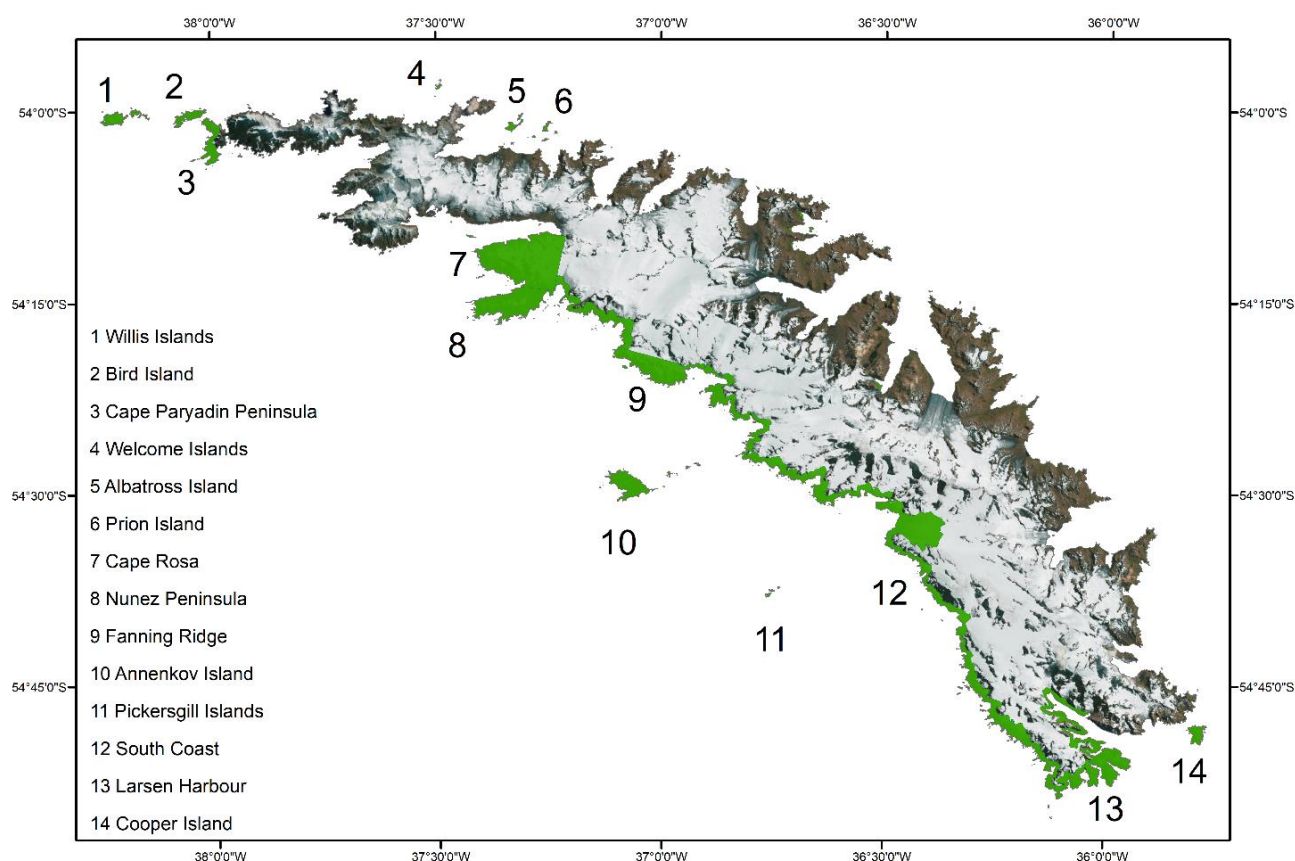 38°0'0"W 37°30'0"W 37°0'0"W 36°30'0"W 36°0'0"W
1 2 4 5 6
54°0'0"S 54°0'0"S
3
7
54°15'0"S 54°15'0"S
8
1 Willis Islands
2 Bird Island
9
3 Cape Paryadin Peninsula
4 Welcome Islands
5 Albatross Island
54°30'0"S 54°30'0"S
6 Prion Island
10
7 Cape Rosa
12
8 Nunez Peninsula
9 Fanning Ridge
11
10 Annenkov Island
54°45'0"S 54°45'0"S
11 Pickersgill Islands
12 South Coast
14
13 Larsen Harbour
13
14 Cooper Island
38°0'0"W 37°30'0"W 37°0'0"W 36°30'0"W 36°0'0"W